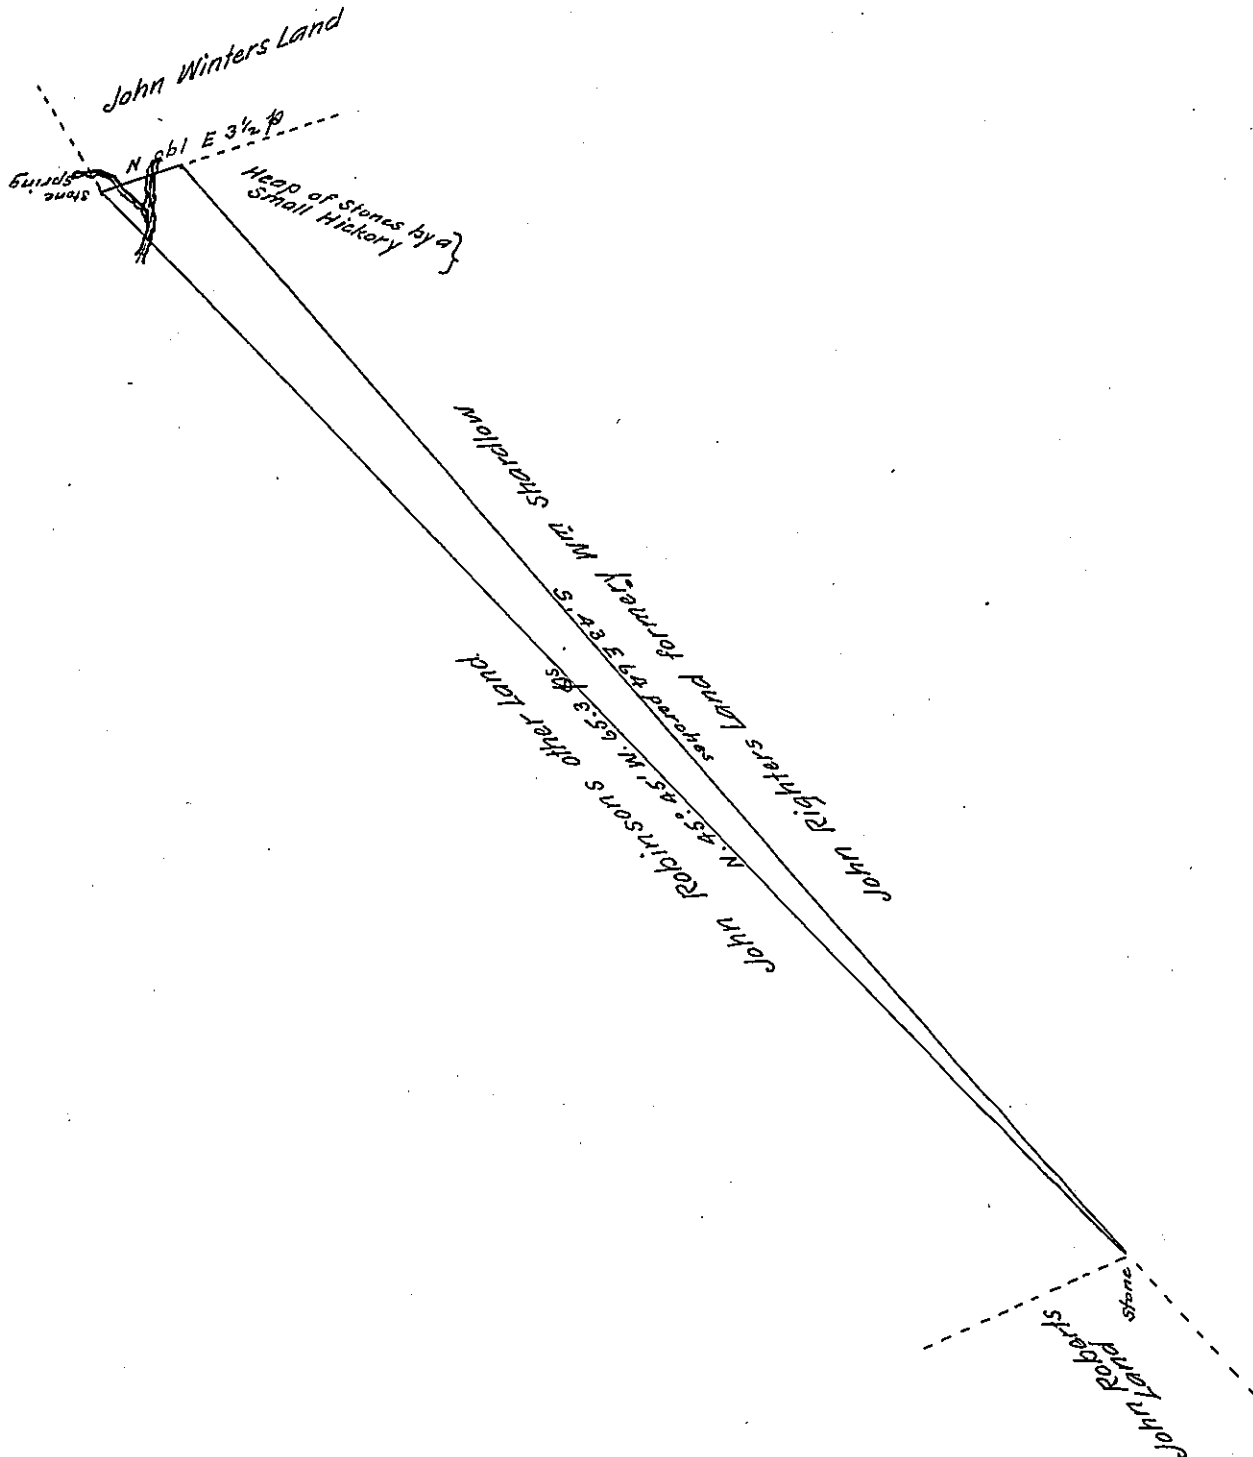 John Winters Land
E 3½ p
Spring
Stone
Heap of Stones by a }
Small Hickory
John Righters Land formerly Wm Shardlow
S. 43 E 64 perches
N. 45°. 45' W. 65.3 ps
John Robinsons other Land
Stone
John Roberts
Land